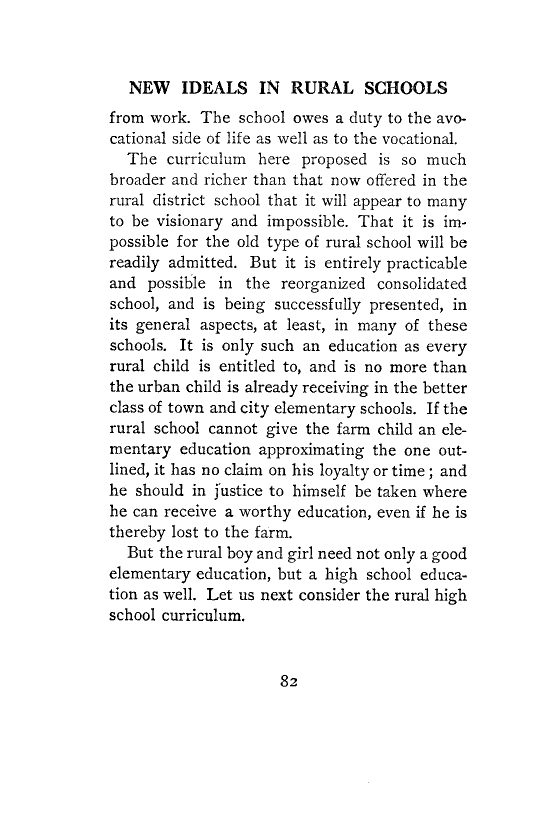 NEW IDEALS IN RURAL SCHOOLS
from work. The school owes a duty to the avo-
cational side of life as well as to the vocational.
The curriculum here proposed is so much
broader and richer than that now offered in the
rural district school that it will appear to many
to be visionary and impossible. That it is im-
possible for the old type of rural school will be
readily admitted. But it is entirely practicable
and possible in the reorganized consolidated
school, and is being successfully presented, in
its general aspects, at least, in many of these
schools. It is only such an education as every
rural child is entitled to, and is no more than
the urban child is already receiving in the better
class of town and city elementary schools. If the
rural school cannot give the farm child an ele-
mentary education approximating the one out-
lined, it has no claim on his loyalty or time; and
he should in justice to himself be taken where
he can receive a worthy education, even if he is
thereby lost to the farm.
But the rural boy and girl need not only a good
elementary education, but a high school educa-
tion as well. Let us next consider the rural high
school curriculum.
82